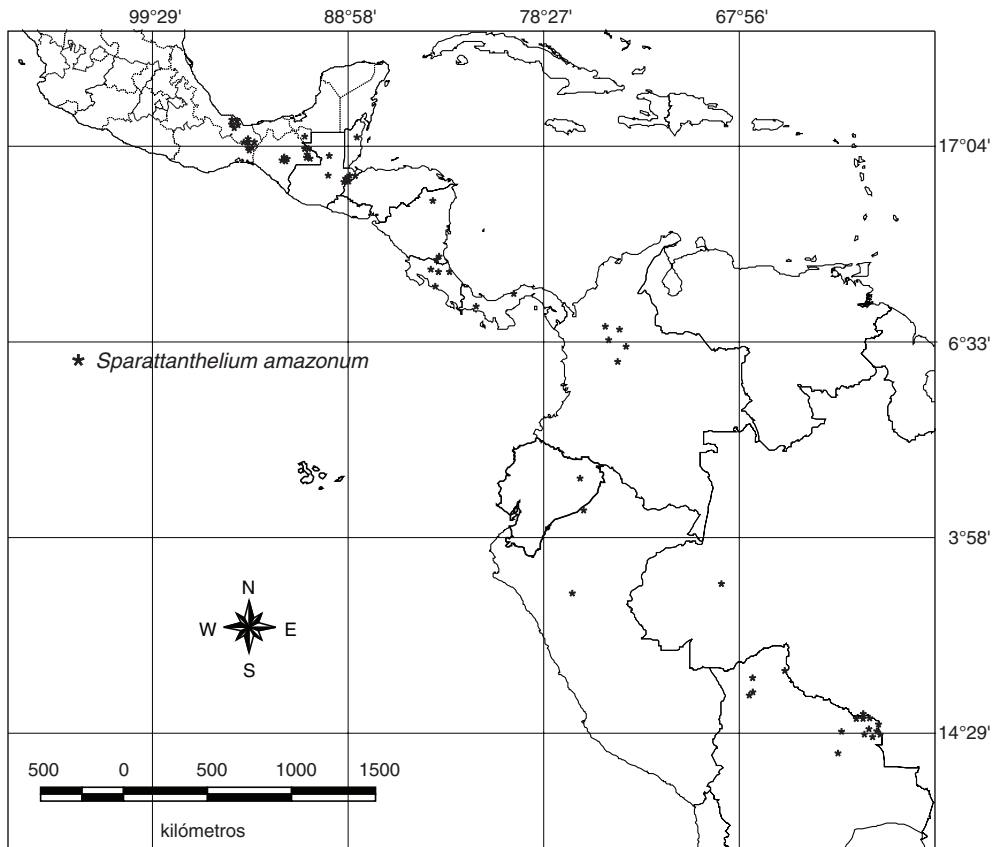 99°29' 88°58' 78°27' 67°56'
17°04'
6°33'
* Sparattanthelium amazonum
3°58'
N
W E
S
14°29'
500 0 500 1000 1500
kilómetros